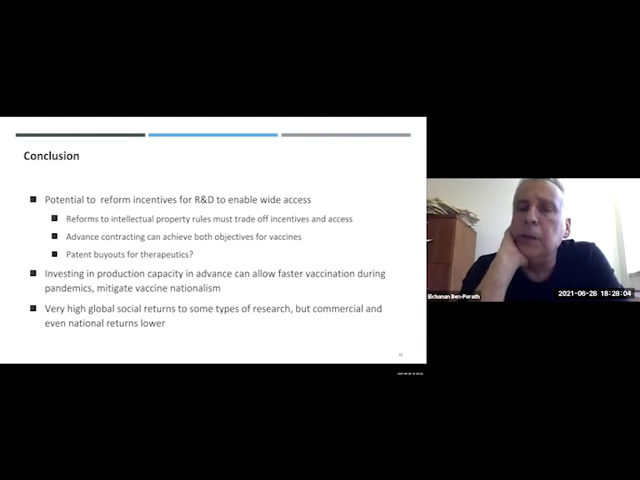 Conclusion
Potential to reform incentives for R&D to enable wide access
Reforms to intellectual property rules must trade off incentives and access
Advance contracting can achieve both objectives for vaccines
Patent buyouts for therapeutics?
Investing in production capacity in advance can allow faster vaccination during
pandemics, mitigate vaccine nationalism
Very high global social returns to some types of research, but commercial and
even national returns lower
Elchanan Ben-Porath
2021-06-28 18:28:04